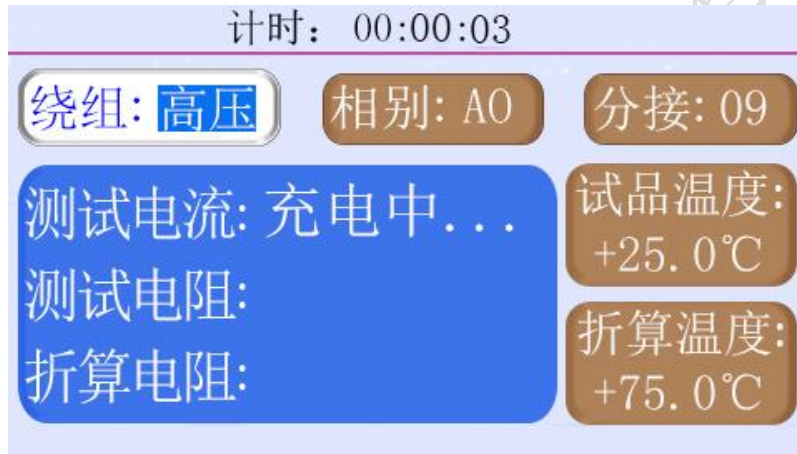 计时：00:00:03
绕组:高压 相别:AO 分接:09
测试电流:充电中...
测试电阻:
折算电阻:
试品温度:
+25.0℃
折算温度:
+75.0℃